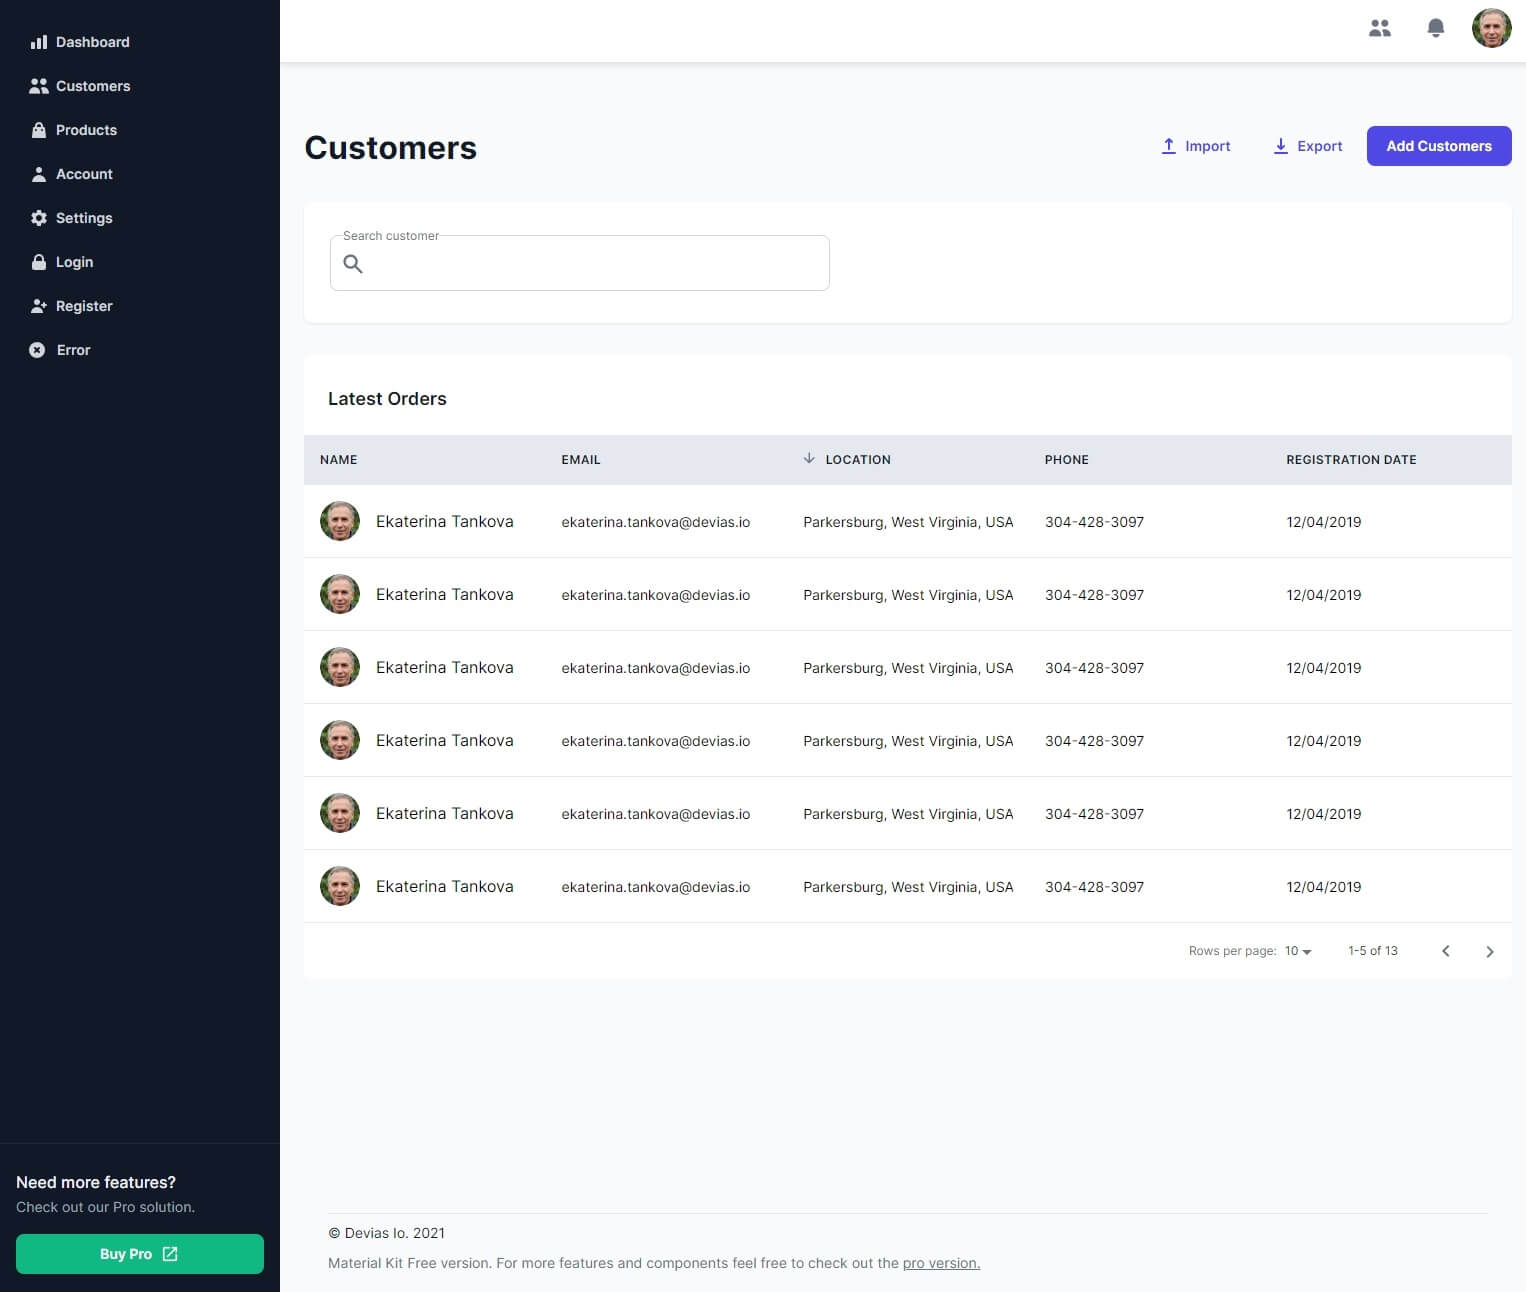 Dashboard
Customers
Products
Account
Settings
Login
Register
Error
Need more features?
Check out our Pro solution.
Buy Pro
Customers
Import
Export
Add Customers
Search customer
Latest Orders
NAME EMAIL LOCATION PHONE REGISTRATION DATE
Ekaterina Tankova ekaterina.tankova@devias.io Parkersburg, West Virginia, USA 304-428-3097 12/04/2019
Ekaterina Tankova ekaterina.tankova@devias.io Parkersburg, West Virginia, USA 304-428-3097 12/04/2019
Ekaterina Tankova ekaterina.tankova@devias.io Parkersburg, West Virginia, USA 304-428-3097 12/04/2019
Ekaterina Tankova ekaterina.tankova@devias.io Parkersburg, West Virginia, USA 304-428-3097 12/04/2019
Ekaterina Tankova ekaterina.tankova@devias.io Parkersburg, West Virginia, USA 304-428-3097 12/04/2019
Ekaterina Tankova ekaterina.tankova@devias.io Parkersburg, West Virginia, USA 304-428-3097 12/04/2019
Rows per page: 10 1-5 of 13
© Devias Io. 2021
Material Kit Free version. For more features and components feel free to check out the pro version.